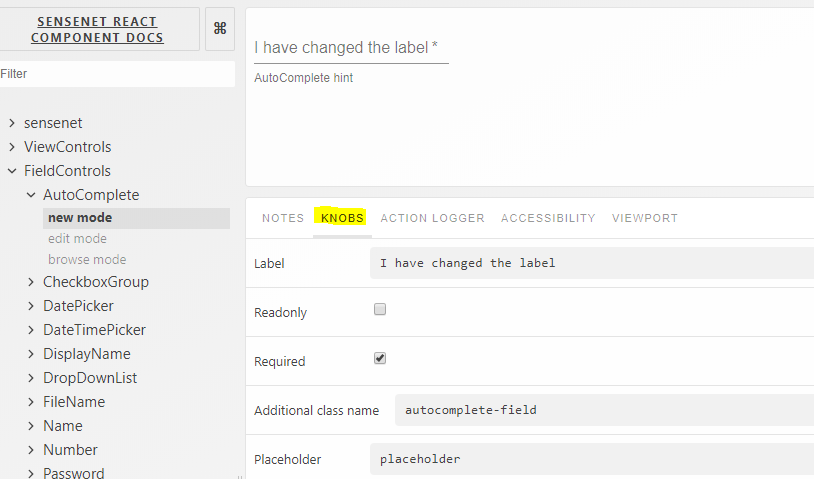 SENSENET REACT
COMPONENT DOCS
⌘
Filter
sensenet
ViewControls
FieldControls
AutoComplete
new mode
edit mode
browse mode
CheckboxGroup
DatePicker
DateTimePicker
DisplayName
DropDownList
FileName
Name
Number
Password
I have changed the label *
AutoComplete hint
NOTES KNOBS ACTION LOGGER ACCESSIBILITY VIEWPORT
Label I have changed the label
Readonly
Required
Additional class name autocomplete-field
Placeholder placeholder